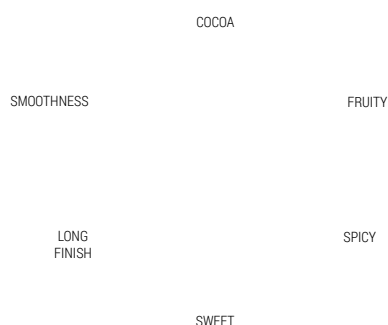 COCOA
SMOOTHNESS
FRUITY
LONG
FINISH
SPICY
SWEET